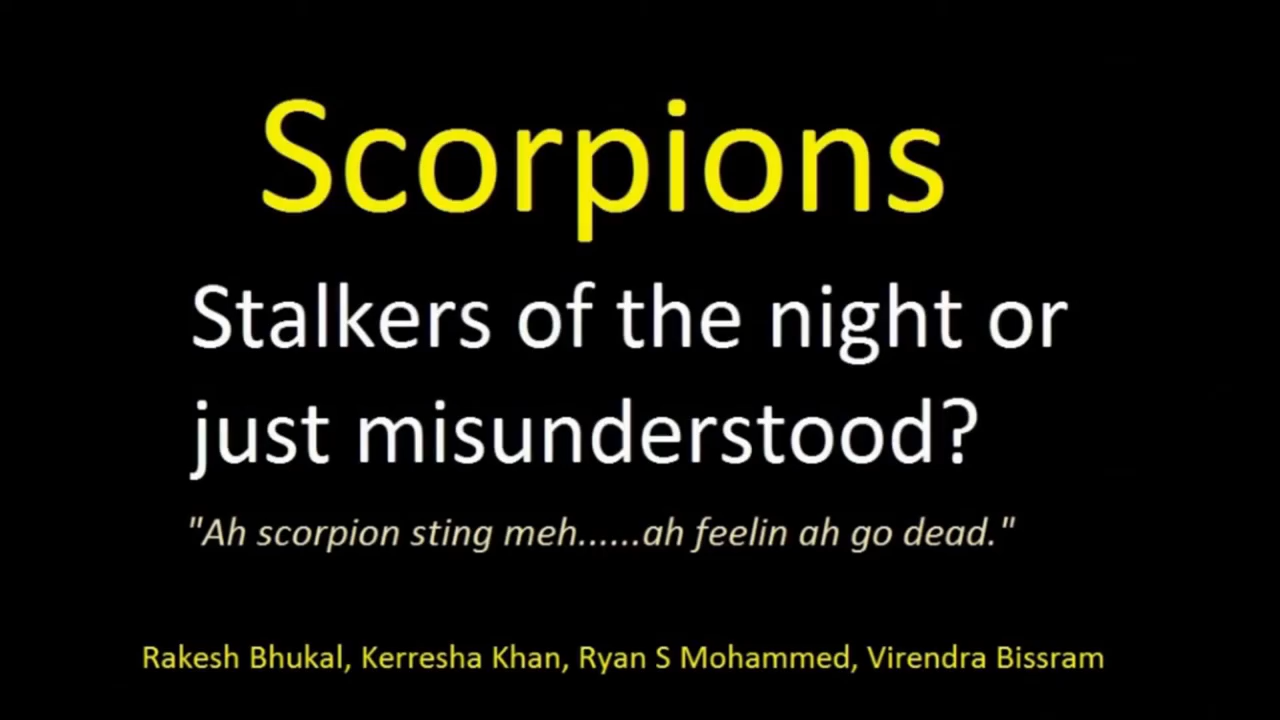 Scorpions
Stalkers of the night or
just misunderstood?
"Ah scorpion sting meh......ah feelin ah go dead."
Rakesh Bhukal, Kerresha Khan, Ryan S Mohammed, Virendra Bissram